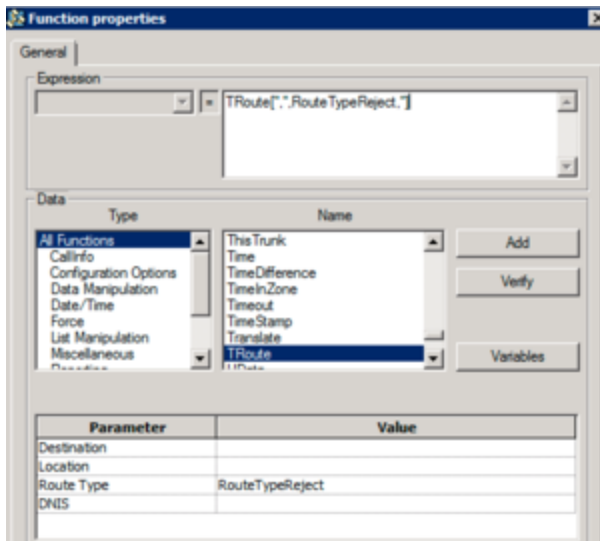 Function properties
General
Expression
= TRoute['','',RouteTypeReject,'']
Data
Type
Name
All Functions
CallInfo
Configuration Options
Data Manipulation
Date/Time
Force
List Manipulation
Miscellaneous
ThisTrunk
Time
TimeDifference
TimeInZone
Timeout
TimeStamp
Translate
TRoute
UData
Add
Verify
Variables
Parameter Value
Destination
Location
Route Type RouteTypeReject
DNIS